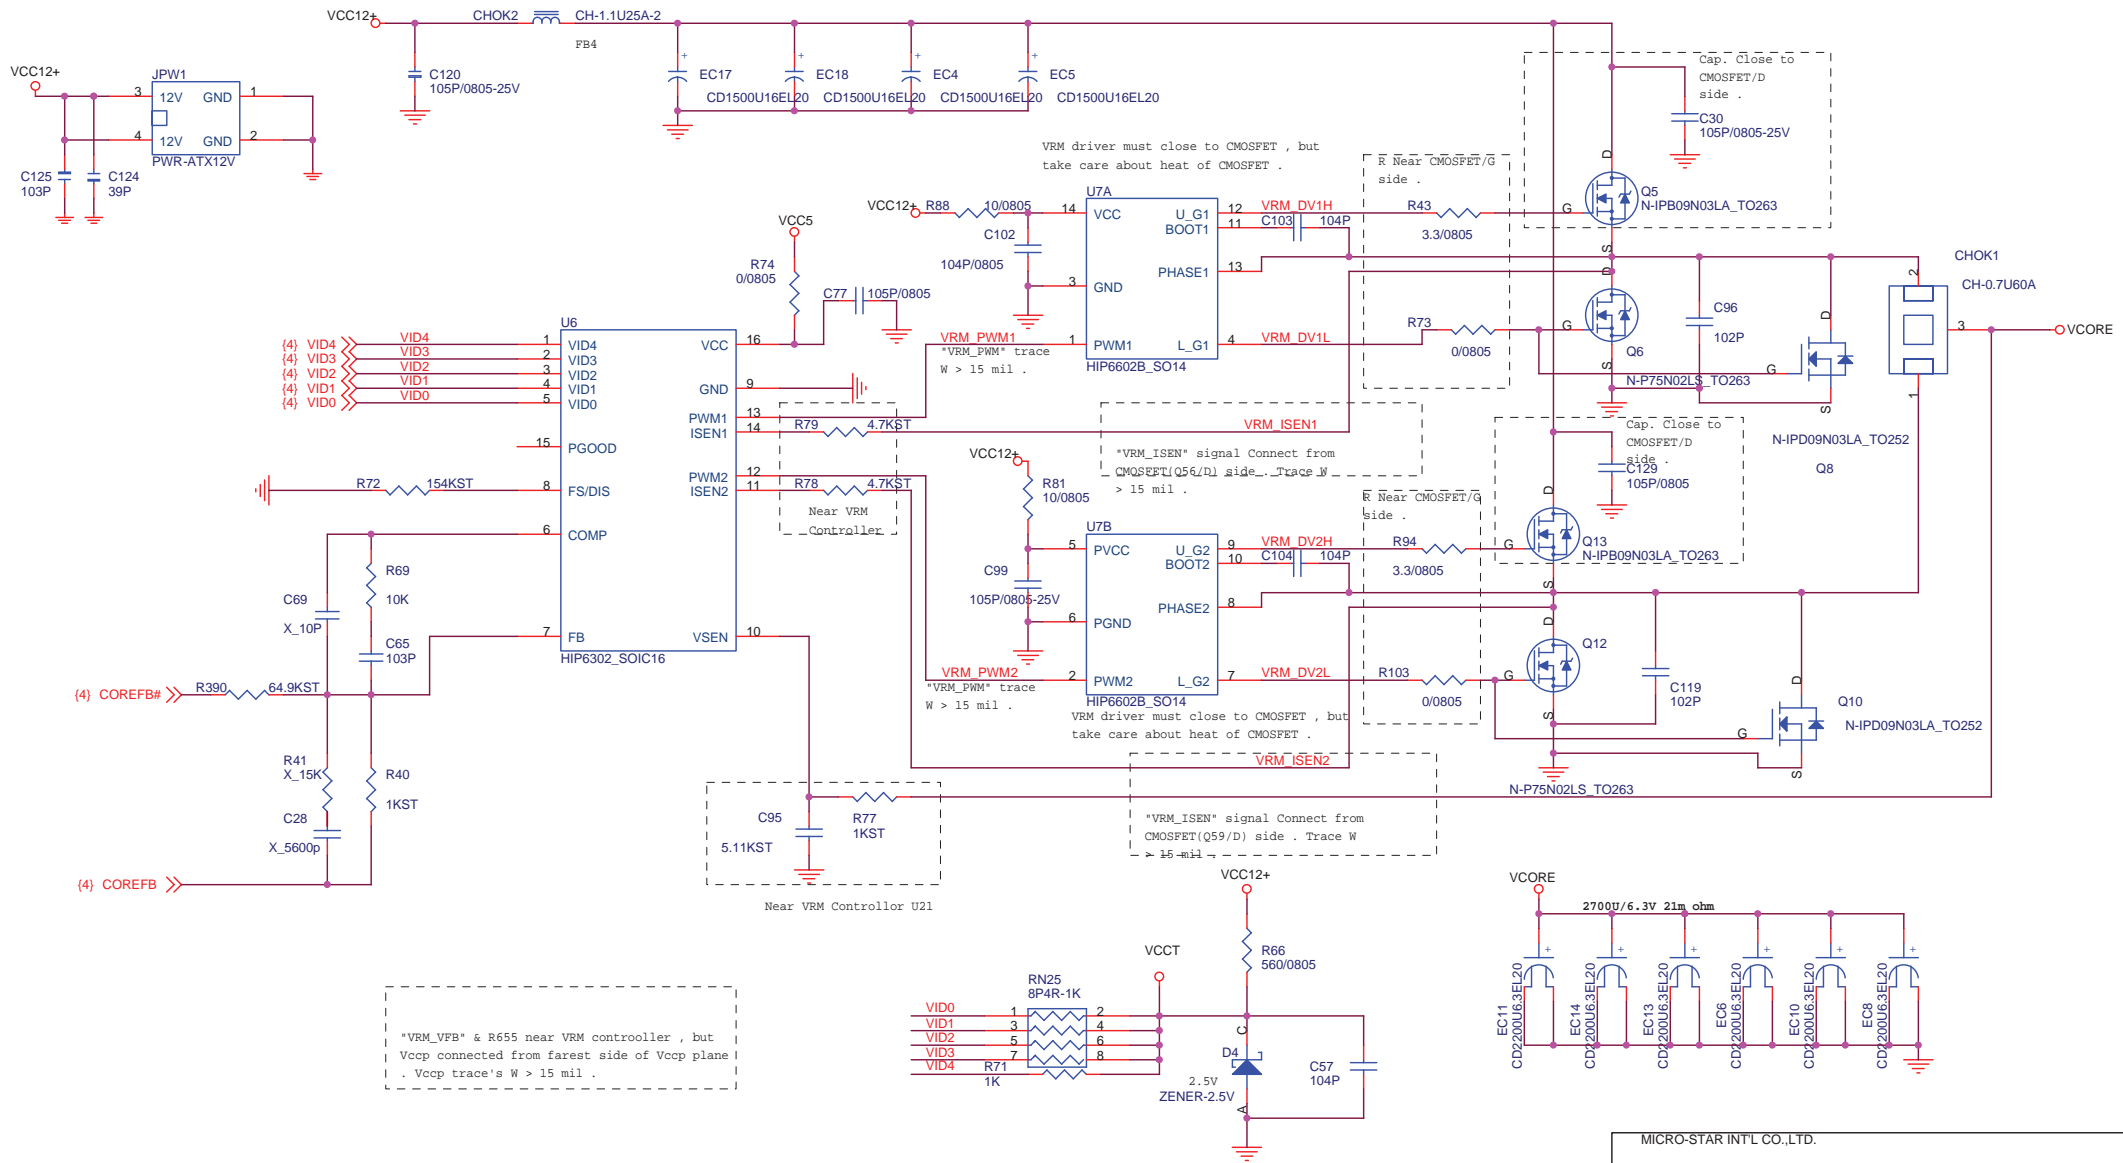 VCC12+
CHOK2
CH-1.1U25A-2
FB4
C120
105P/0805-25V
EC17
CD1500U16EL20
EC18
CD1500U16EL20
EC4
CD1500U16EL20
EC5
CD1500U16EL20
VCC12+
JPW1
3 12V GND 1
4 12V GND 2
PWR-ATX12V
C125
103P
C124
39P
Cap. Close to
CMOSFET/D
side .
C30
105P/0805-25V
VRM driver must close to CMOSFET , but
take care about heat of CMOSFET .
R Near CMOSFET/G
side .
VCC12+
R88
10/0805
C102
104P/0805
U7A
14 VCC
3 GND
1 PWM1
U_G1 12
BOOT1 11
PHASE1 13
L_G1 4
HIP6602B_SO14
VRM_DV1H
C103
104P
R43
3.3/0805
VRM_DV1L
R73
0/0805
D
G
S
Q5
N-IPB09N03LA_TO263
D
G
S
Q6
N-P75N02LS_TO263
C96
102P
D
G
S
N-IPD09N03LA_TO252
Q8
CHOK1
CH-0.7U60A
2
3
1
VCORE
VCC5
R74
0/0805
C77
105P/0805
{4} VID4
{4} VID3
{4} VID2
{4} VID1
{4} VID0
VID4
VID3
VID2
VID1
VID0
U6
1 VID4
2 VID3
3 VID2
4 VID1
5 VID0
15 PGOOD
8 FS/DIS
6 COMP
7 FB
VCC 16
GND 9
PWM1 13
ISEN1 14
PWM2 12
ISEN2 11
VSEN 10
HIP6302_SOIC16
VRM_PWM1
"VRM_PWM" trace
W > 15 mil .
R79
4.7KST
R78
4.7KST
Near VRM
Controller
VRM_ISEN1
"VRM_ISEN" signal Connect from
CMOSFET(Q56/D) side . Trace W
> 15 mil .
R72
154KST
C69
X_10P
R69
10K
C65
103P
{4} COREFB#
R390
64.9KST
R41
X_15K
R40
1KST
C28
X_5600p
{4} COREFB
VCC12+
R81
10/0805
C99
105P/0805-25V
U7B
5 PVCC
6 PGND
2 PWM2
U_G2 9
BOOT2 10
PHASE2 8
L_G2 7
HIP6602B_SO14
VRM_PWM2
"VRM_PWM" trace
W > 15 mil .
VRM driver must close to CMOSFET , but
take care about heat of CMOSFET .
R Near CMOSFET/G
side .
VRM_DV2H
C104
104P
R94
3.3/0805
VRM_DV2L
R103
0/0805
Cap. Close to
CMOSFET/D
side .
C129
105P/0805
D
G
S
Q13
N-IPB09N03LA_TO263
D
G
S
Q12
N-P75N02LS_TO263
C119
102P
D
G
S
Q10
N-IPD09N03LA_TO252
VRM_ISEN2
"VRM_ISEN" signal Connect from
CMOSFET(Q59/D) side . Trace W
> 15 mil .
C95
5.11KST
R77
1KST
Near VRM Controllor U21
"VRM_VFB" & R655 near VRM controoller , but
Vccp connected from farest side of Vccp plane
. Vccp trace's W > 15 mil .
VCCT
RN25
8P4R-1K
VID0 1 2
VID1 3 4
VID2 5 6
VID3 7 8
VID4 R71
1K
VCC12+
R66
560/0805
C
D4
2.5V
ZENER-2.5V
A
C57
104P
VCORE
2700U/6.3V 21m ohm
EC11
CD2200U6.3EL20
EC14
CD2200U6.3EL20
EC13
CD2200U6.3EL20
EC6
CD2200U6.3EL20
EC10
CD2200U6.3EL20
EC8
CD2200U6.3EL20
MICRO-STAR INT'L CO.,LTD.